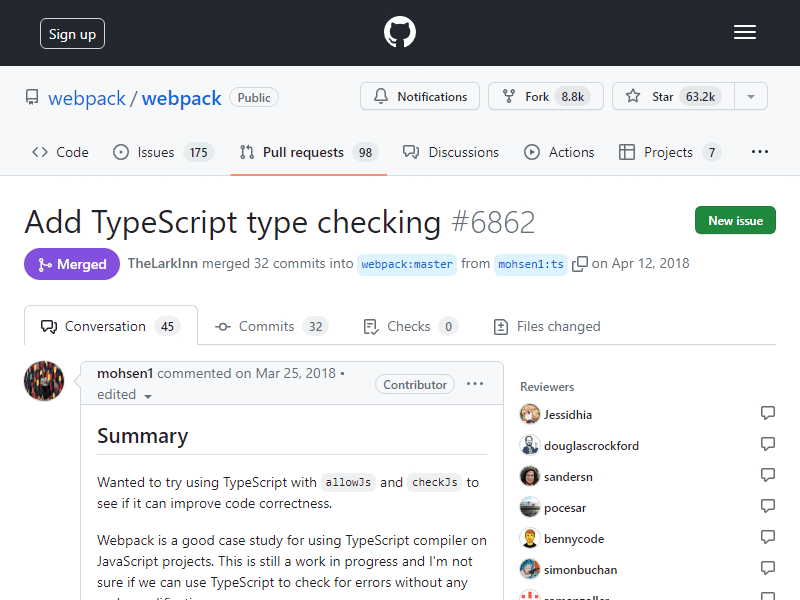 Sign up
webpack / webpack Public
Notifications Fork 8.8k Star 63.2k
Code Issues 175 Pull requests 98 Discussions Actions Projects 7
Add TypeScript type checking #6862
New issue
Merged TheLarkInn merged 32 commits into webpack:master from mohsen1:ts on Apr 12, 2018
Conversation 45 Commits 32 Checks 0 Files changed
mohsen1 commented on Mar 25, 2018 •
edited
Contributor
Summary
Wanted to try using TypeScript with allowJs and checkJs to
see if it can improve code correctness.
Webpack is a good case study for using TypeScript compiler on
JavaScript projects. This is still a work in progress and I'm not
sure if we can use TypeScript to check for errors without any
Reviewers
Jessidhia
douglascrockford
sandersn
pocesar
bennycode
simonbuchan